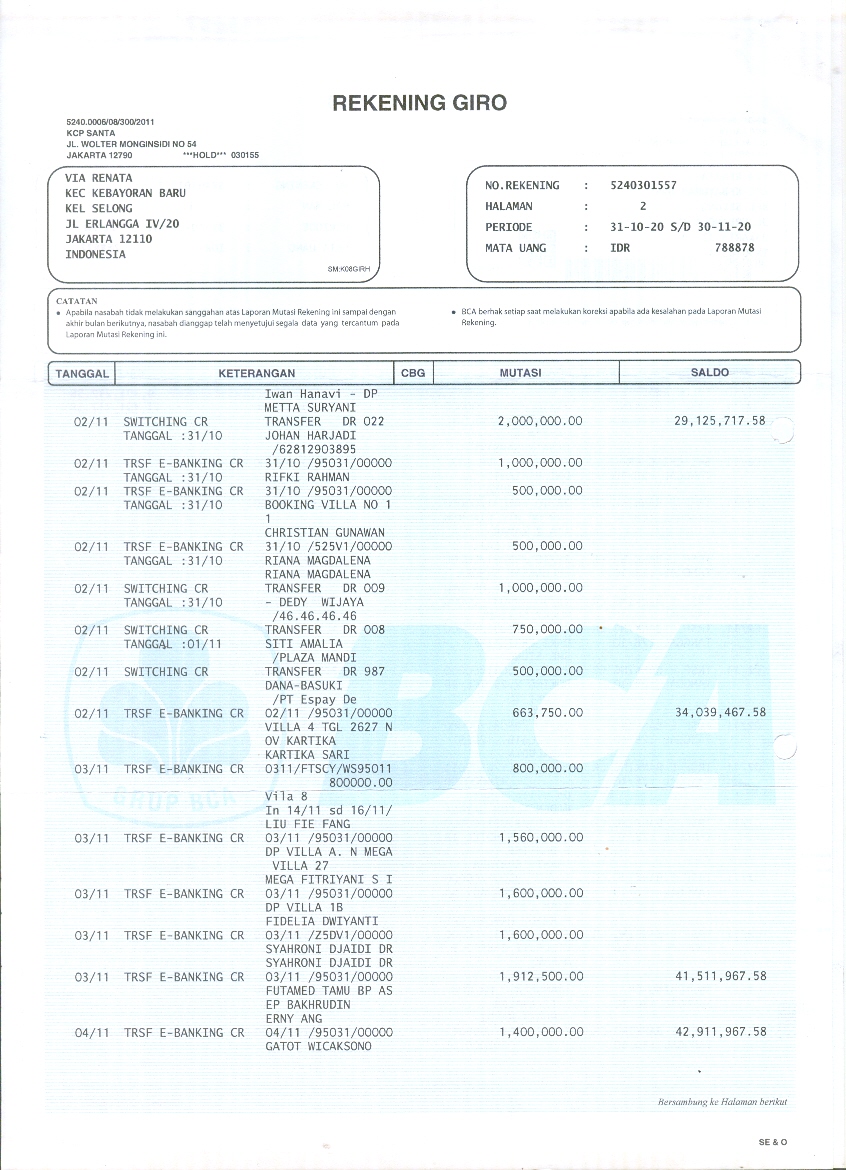 REKENING GIRO
5240.0006/08/300/2011
KCP SANTA
JL. WOLTER MONGINSIDI NO 54
JAKARTA 12790 ***HOLD*** 030155
VIA RENATA
KEC KEBAYORAN BARU
KEL SELONG
JL ERLANGGA IV/20
JAKARTA 12110
INDONESIA
SM:K08GIRH
NO.REKENING : 5240301557
HALAMAN : 2
PERIODE : 31-10-20 S/D 30-11-20
MATA UANG : IDR 788878
CATATAN
• Apabila nasabah tidak melakukan sanggahan atas Laporan Mutasi Rekening ini sampai dengan
akhir bulan berikutnya, nasabah dianggap telah menyetujui segala data yang tercantum pada
Laporan Mutasi Rekening ini.
• BCA berhak setiap saat melakukan koreksi apabila ada kesalahan pada Laporan Mutasi
Rekening.
TANGGAL KETERANGAN CBG MUTASI SALDO
Iwan Hanavi - DP
METTA SURYANI
02/11 SWITCHING CR TRANSFER DR 022 2,000,000.00 29,125,717.58
TANGGAL :31/10 JOHAN HARJADI
/62812903895
02/11 TRSF E-BANKING CR 31/10 /95031/00000 1,000,000.00
TANGGAL :31/10 RIFKI RAHMAN
02/11 TRSF E-BANKING CR 31/10 /95031/00000 500,000.00
TANGGAL :31/10 BOOKING VILLA NO 1
1
CHRISTIAN GUNAWAN
02/11 TRSF E-BANKING CR 31/10 /525V1/00000 500,000.00
TANGGAL :31/10 RIANA MAGDALENA
RIANA MAGDALENA
02/11 SWITCHING CR TRANSFER DR 009 1,000,000.00
TANGGAL :31/10 - DEDY WIJAYA
/46.46.46.46
02/11 SWITCHING CR TRANSFER DR 008 750,000.00
TANGGAL :01/11 SITI AMALIA
/PLAZA MANDI
02/11 SWITCHING CR TRANSFER DR 987 500,000.00
DANA-BASUKI
/PT Espay De
02/11 TRSF E-BANKING CR 02/11 /95031/00000 663,750.00 34,039,467.58
VILLA 4 TGL 2627 N
OV KARTIKA
KARTIKA SARI
03/11 TRSF E-BANKING CR 0311/FTSCY/WS95011 800,000.00
800000.00
Vila 8
In 14/11 sd 16/11/
LIU FIE FANG
03/11 TRSF E-BANKING CR 03/11 /95031/00000 1,560,000.00
DP VILLA A. N MEGA
VILLA 27
MEGA FITRIYANI S I
03/11 TRSF E-BANKING CR 03/11 /95031/00000 1,600,000.00
DP VILLA 1B
FIDELIA DWIYANTI
03/11 TRSF E-BANKING CR 03/11 /Z5DV1/00000 1,600,000.00
SYAHRONI DJAIDI DR
SYAHRONI DJAIDI DR
03/11 TRSF E-BANKING CR 03/11 /95031/00000 1,912,500.00 41,511,967.58
FUTAMED TAMU BP AS
EP BAKHRUDIN
ERNY ANG
04/11 TRSF E-BANKING CR 04/11 /95031/00000 1,400,000.00 42,911,967.58
GATOT WICAKSONO
BCA
GRUP BCA
Bersambung ke Halaman berikut
SE & O